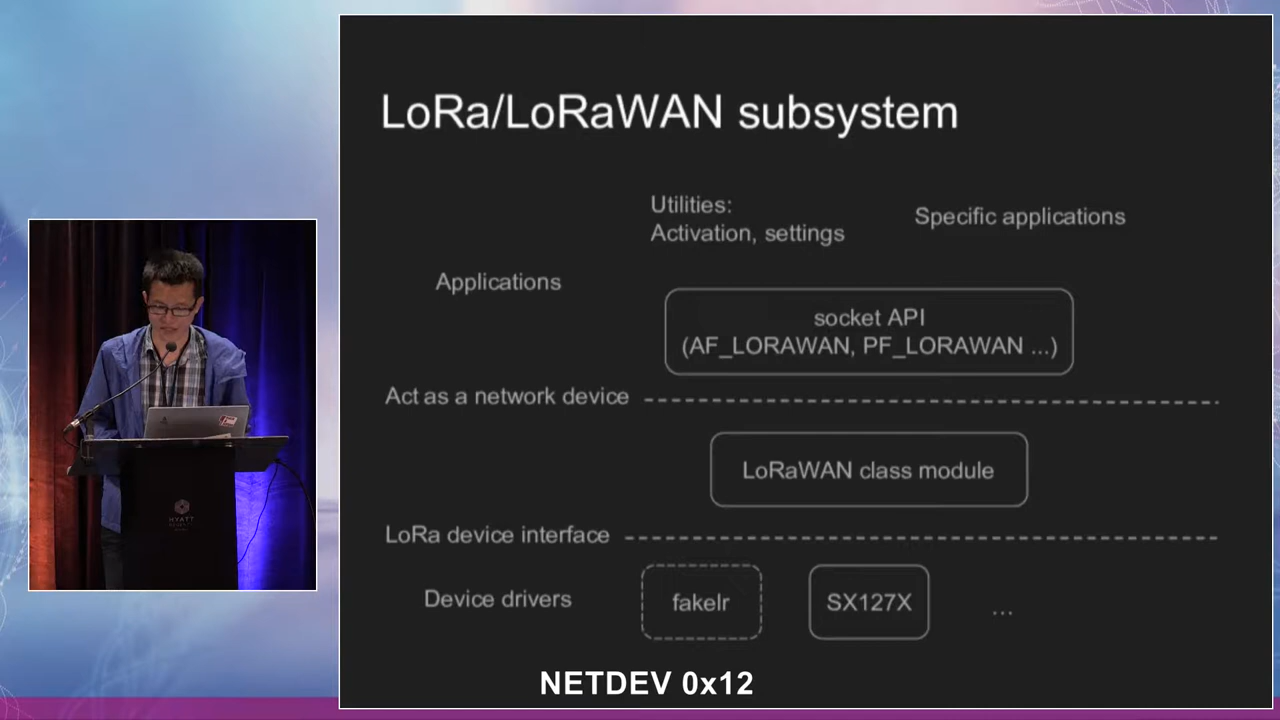 LoRa/LoRaWAN subsystem
Utilities:
Activation, settings
Specific applications
Applications
socket API
(AF_LORAWAN, PF_LORAWAN ...)
Act as a network device
LoRaWAN class module
LoRa device interface
Device drivers
fakelr
SX127X
...
HYATT
NETDEV 0x12